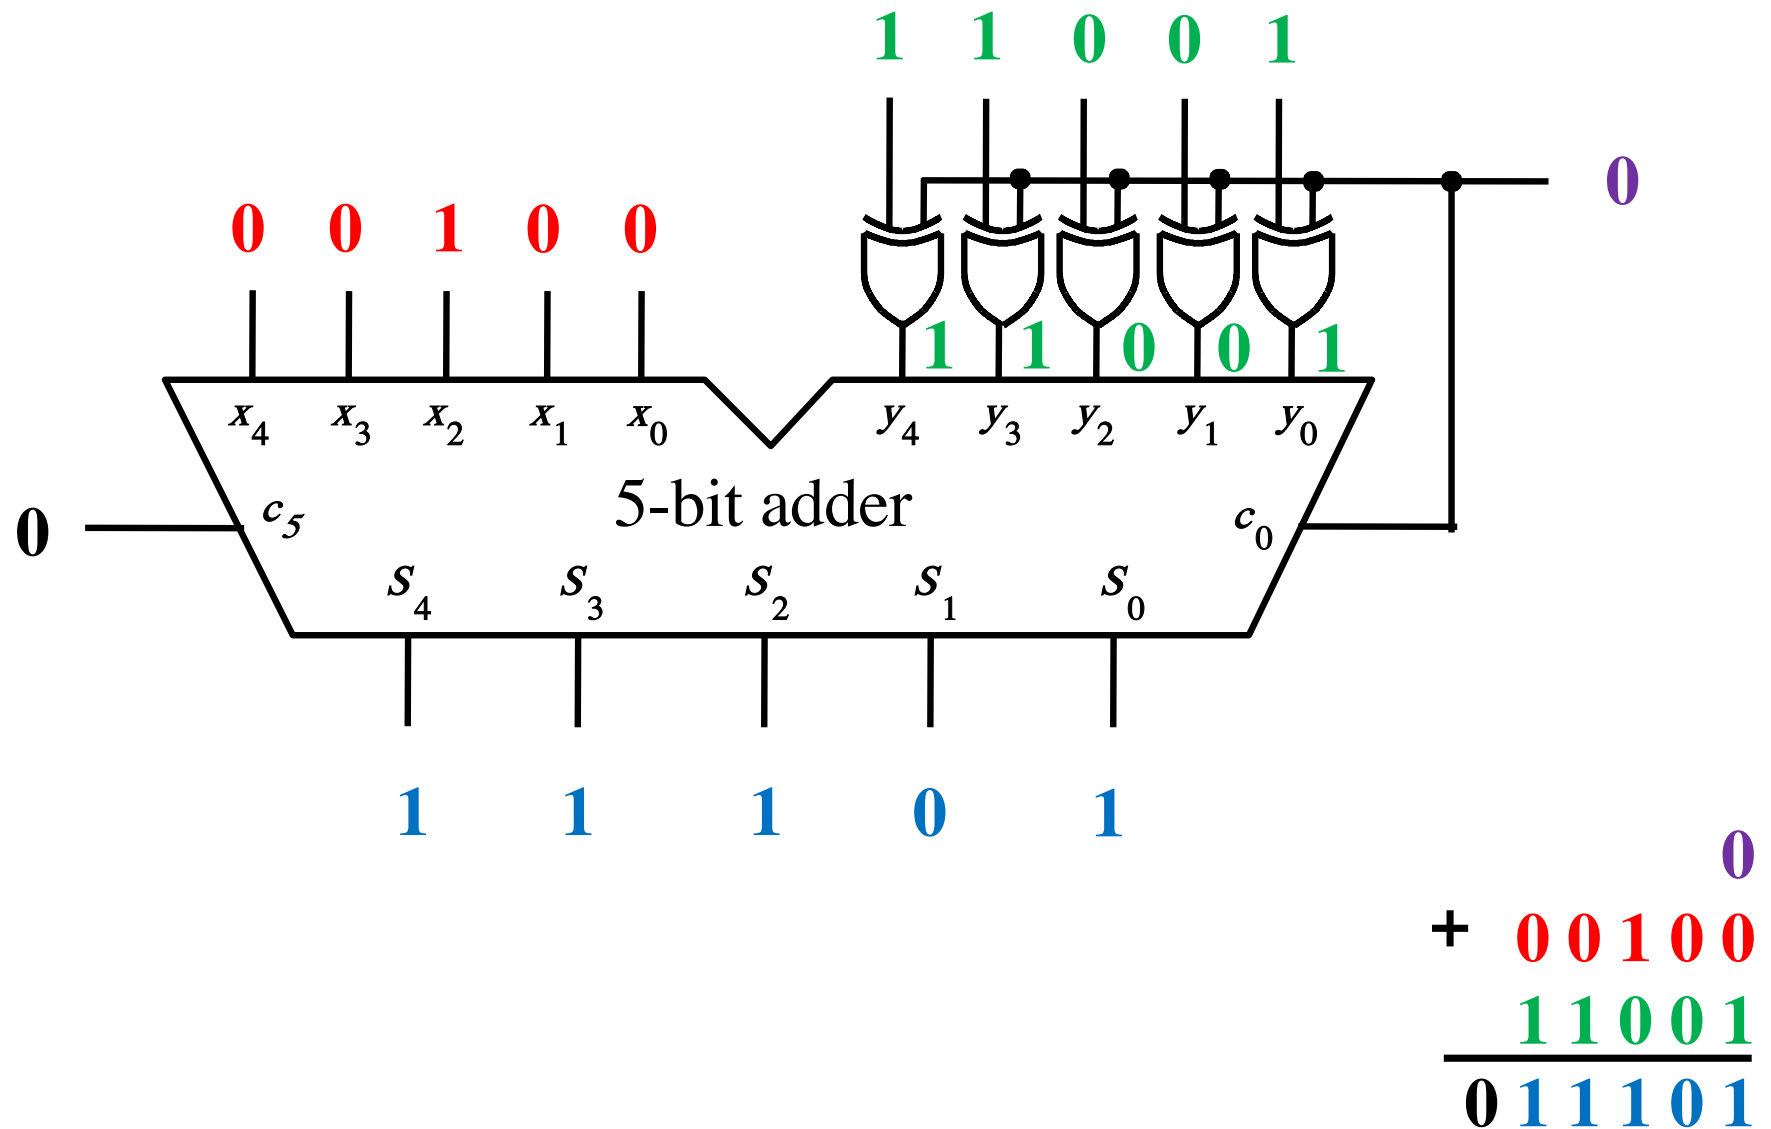 1 1 0 0 1
0
0 0 1 0 0
1 1 0 0 1
x4 x3 x2 x1 x0 y4 y3 y2 y1 y0
5-bit adder
0 c5 c0
s4 s3 s2 s1 s0
1 1 1 0 1
0
+ 0 0 1 0 0
1 1 0 0 1
0 1 1 1 0 1